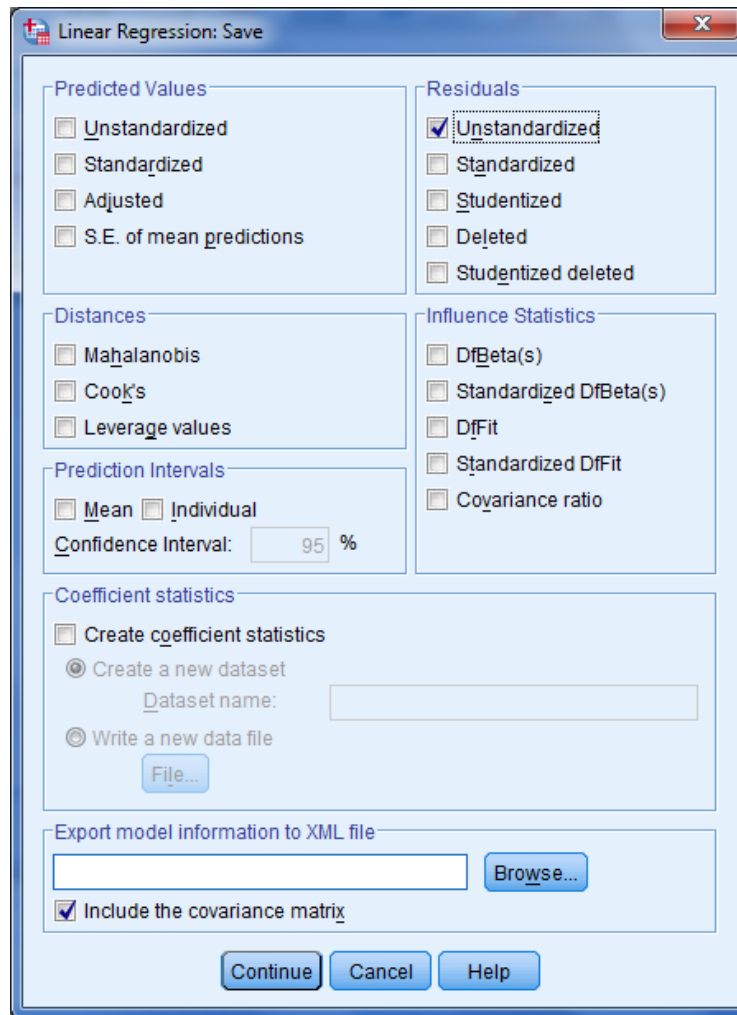 Linear Regression: Save
Predicted Values
Unstandardized
Standardized
Adjusted
S.E. of mean predictions
Residuals
Unstandardized
Standardized
Studentized
Deleted
Studentized deleted
Distances
Mahalanobis
Cook's
Leverage values
Influence Statistics
DfBeta(s)
Standardized DfBeta(s)
DfFit
Standardized DfFit
Covariance ratio
Prediction Intervals
Mean Individual
Confidence Interval: 95 %
Coefficient statistics
Create coefficient statistics
Create a new dataset
Dataset name:
Write a new data file
File...
Export model information to XML file
Browse...
Include the covariance matrix
Continue Cancel Help